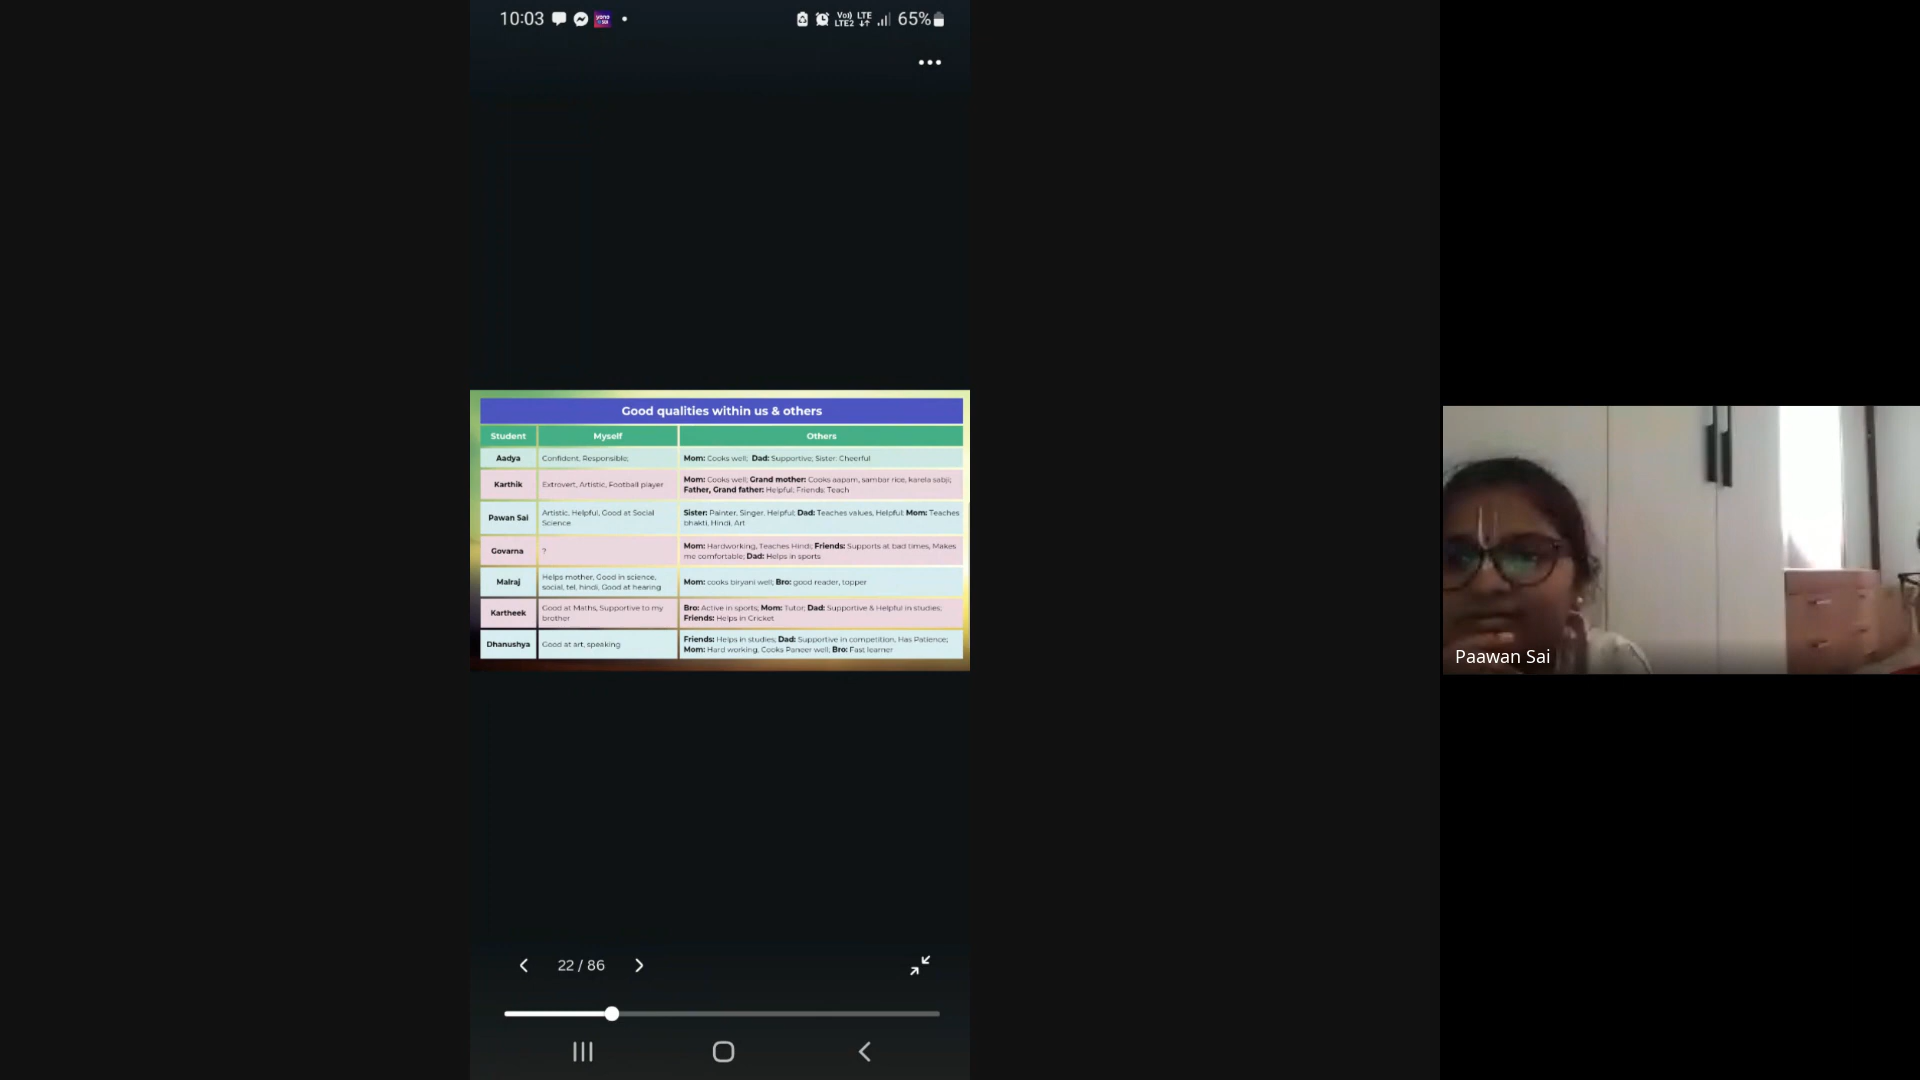 10:03
yono
Vo)) LTE2 LTE 65%
Good qualities within us & others
Student Myself Others
Aadya Confident, Responsible; Mom: Cooks well; Dad: Supportive; Sister: Cheerful
Karthik Extrovert, Artistic, Football player Mom: Cooks well; Grand mother: Cooks aapam, sambar rice, karela sabji;
Father, Grand father: Helpful; Friends: Teach
Pawan Sai Artistic, Helpful, Good at Social
Science Sister: Painter, Singer, Helpful; Dad: Teaches values, Helpful; Mom: Teaches
bhakti, Hindi, Art
Govarna ? Mom: Hardworking, Teaches Hindi; Friends: Supports at bad times, Makes
me comfortable; Dad: Helps in sports
Malraj Helps mother, Good in science,
social, tel, hindi, Good at hearing Mom: cooks biryani well; Bro: good reader, topper
Kartheek Good at Maths, Supportive to my
brother Bro: Active in sports; Mom: Tutor; Dad: Supportive & Helpful in studies;
Friends: Helps in Cricket
Dhanushya Good at art, speaking Friends: Helps in studies; Dad: Supportive in competition, Has Patience;
Mom: Hard working, Cooks Paneer well; Bro: Fast learner
Paawan Sai
22 / 86